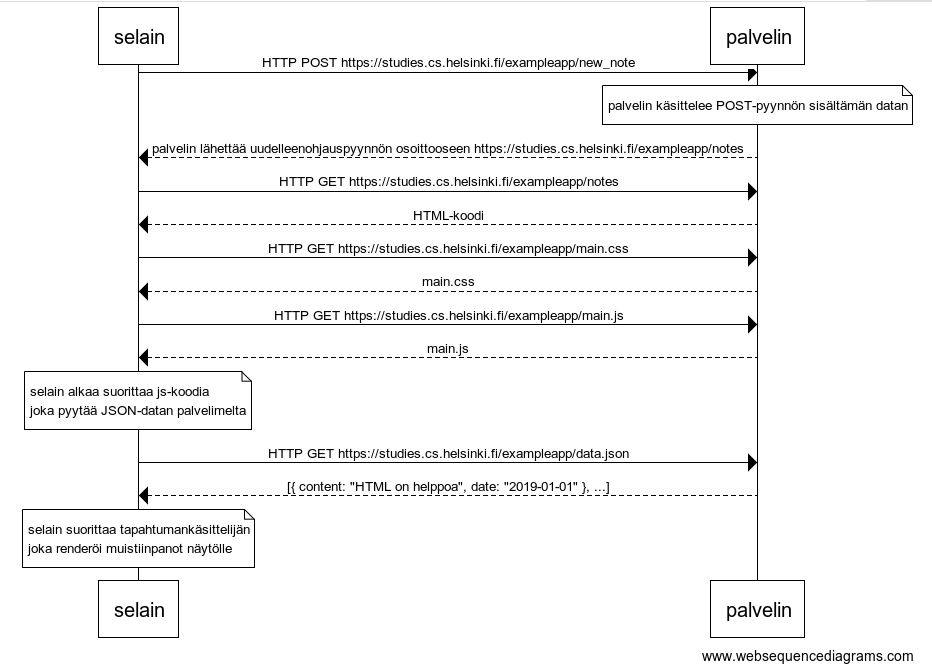 selain
palvelin
HTTP POST https://studies.cs.helsinki.fi/exampleapp/new_note
palvelin käsittelee POST-pyynnön sisältämän datan
palvelin lähettää uudelleenohjauspyynnön osoittooseen https://studies.cs.helsinki.fi/exampleapp/notes
HTTP GET https://studies.cs.helsinki.fi/exampleapp/notes
HTML-koodi
HTTP GET https://studies.cs.helsinki.fi/exampleapp/main.css
main.css
HTTP GET https://studies.cs.helsinki.fi/exampleapp/main.js
main.js
selain alkaa suorittaa js-koodia
joka pyytää JSON-datan palvelimelta
HTTP GET https://studies.cs.helsinki.fi/exampleapp/data.json
[{ content: "HTML on helppoa", date: "2019-01-01" }, ...]
selain suorittaa tapahtumankäsittelijän
joka renderöi muistiinpanot näytölle
selain
palvelin
www.websequencediagrams.com